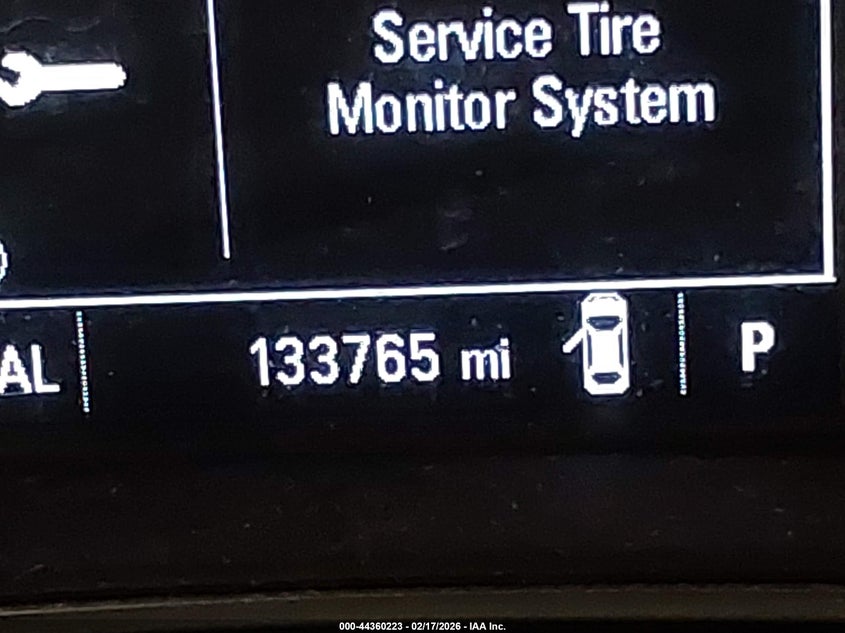 Service Tire
Monitor System
AL
133765 mi
P
000-44360223 - 02/17/2026 - IAA Inc.